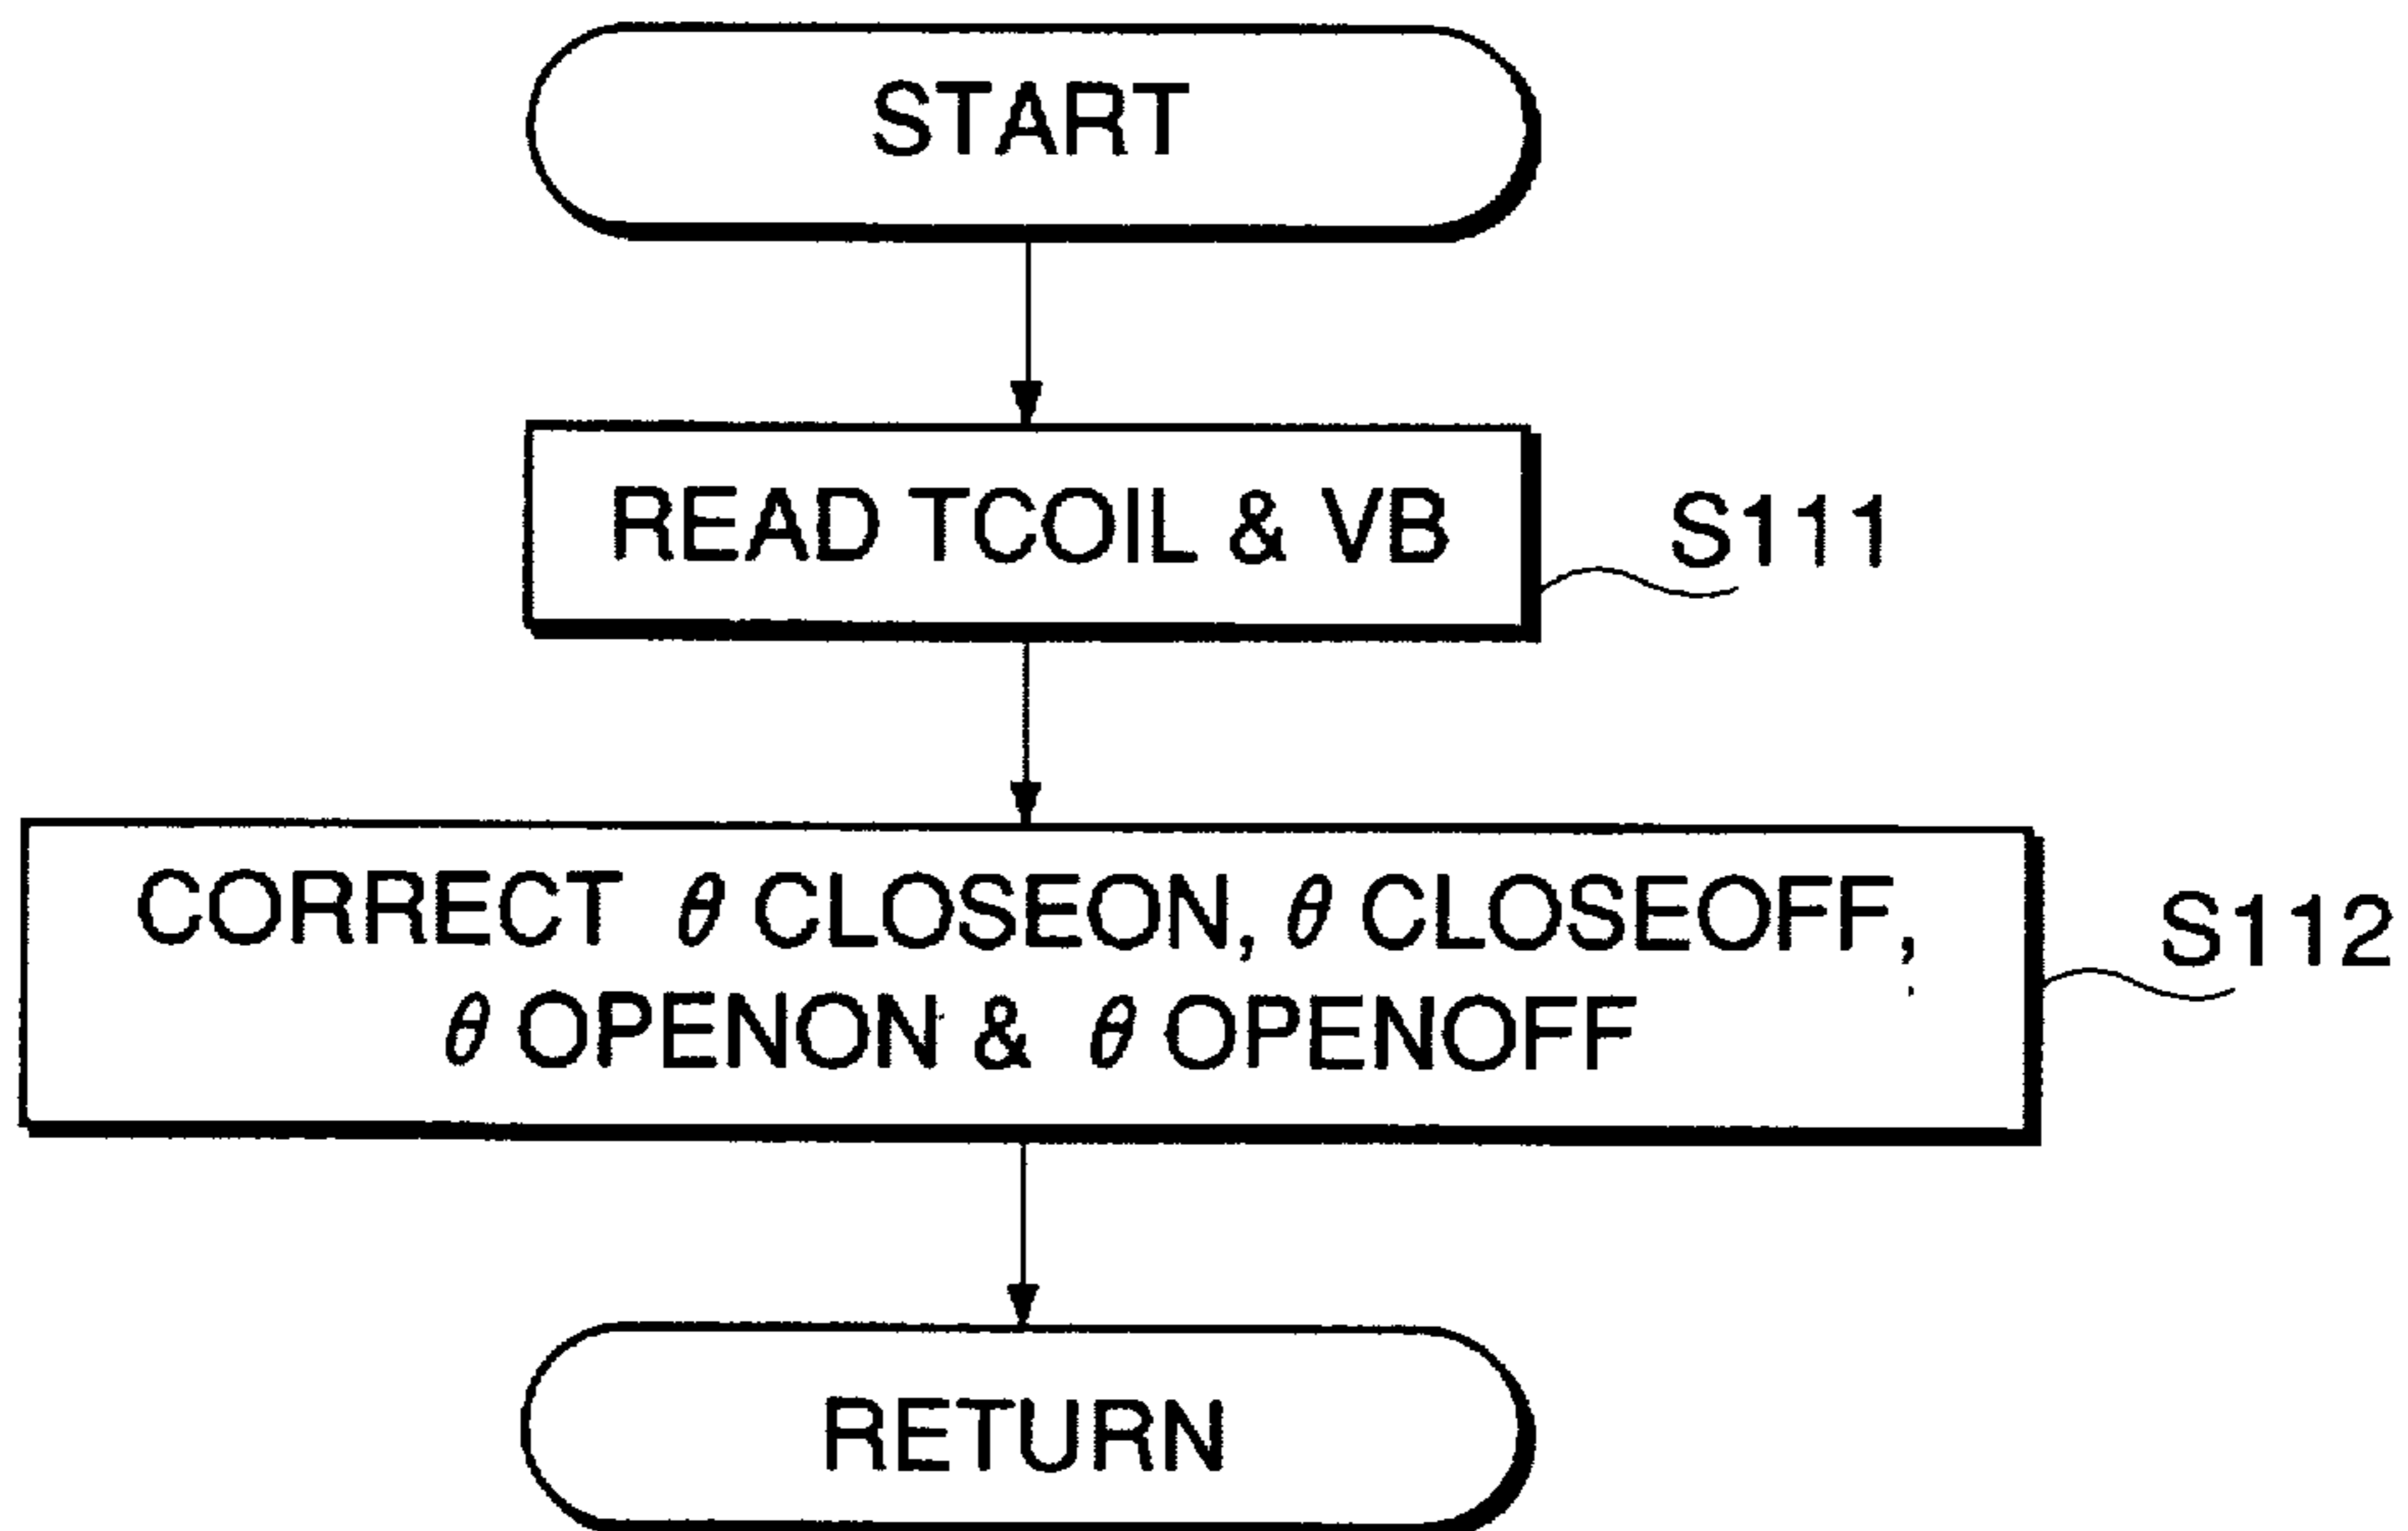 START
READ TCOIL & VB
S111
CORRECT θ CLOSEON, θ CLOSEOFF,
θ OPENON & θ OPENOFF
S112
RETURN